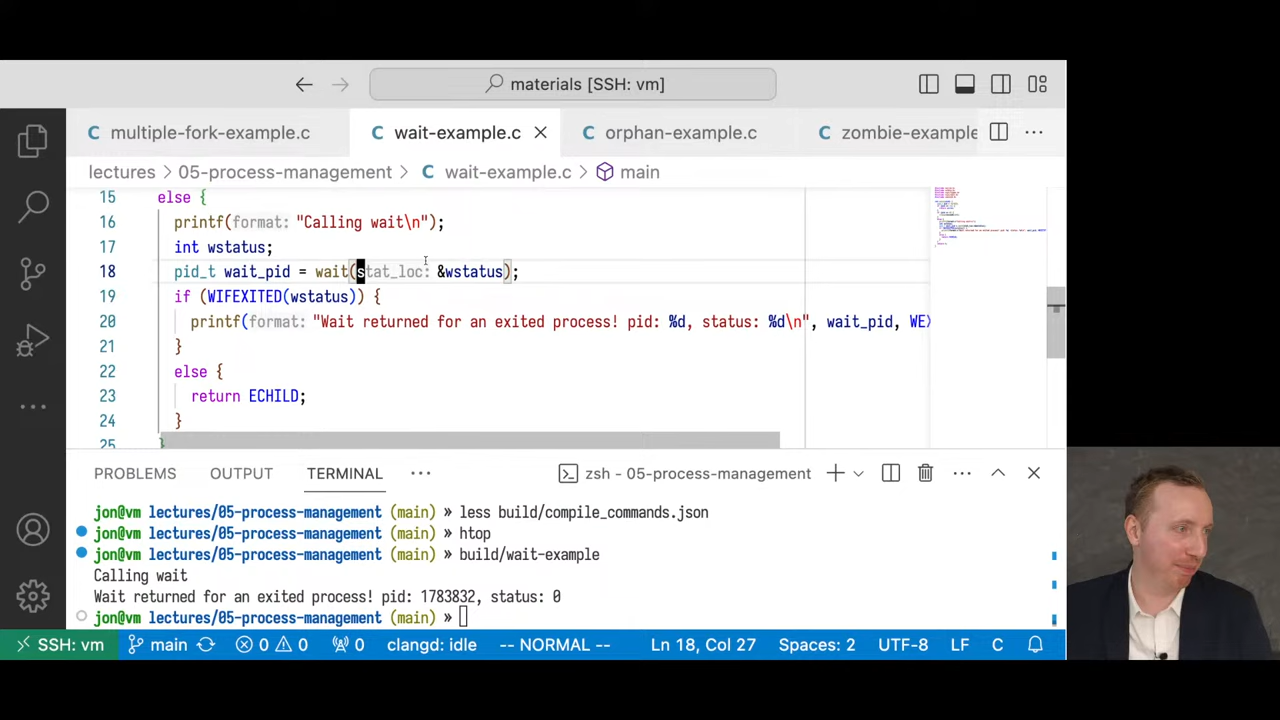 materials [SSH: vm]
multiple-fork-example.c
wait-example.c
orphan-example.c
zombie-example
lectures > 05-process-management > C wait-example.c > main
15 else {
16 printf(format: "Calling wait\n");
17 int wstatus;
18 pid_t wait_pid = wait(stat_loc: &wstatus);
19 if (WIFEXITED(wstatus)) {
20 printf(format: "Wait returned for an exited process! pid: %d, status: %d\n", wait_pid, WEX
21 }
22 else {
23 return ECHILD;
24 }
25 }
PROBLEMS OUTPUT TERMINAL ··· zsh - 05-process-management
jon@vm lectures/05-process-management (main) » less build/compile_commands.json
jon@vm lectures/05-process-management (main) » htop
jon@vm lectures/05-process-management (main) » build/wait-example
Calling wait
Wait returned for an exited process! pid: 1783832, status: 0
jon@vm lectures/05-process-management (main) »
SSH: vm main 0 0 0 clangd: idle -- NORMAL -- Ln 18, Col 27 Spaces: 2 UTF-8 LF C